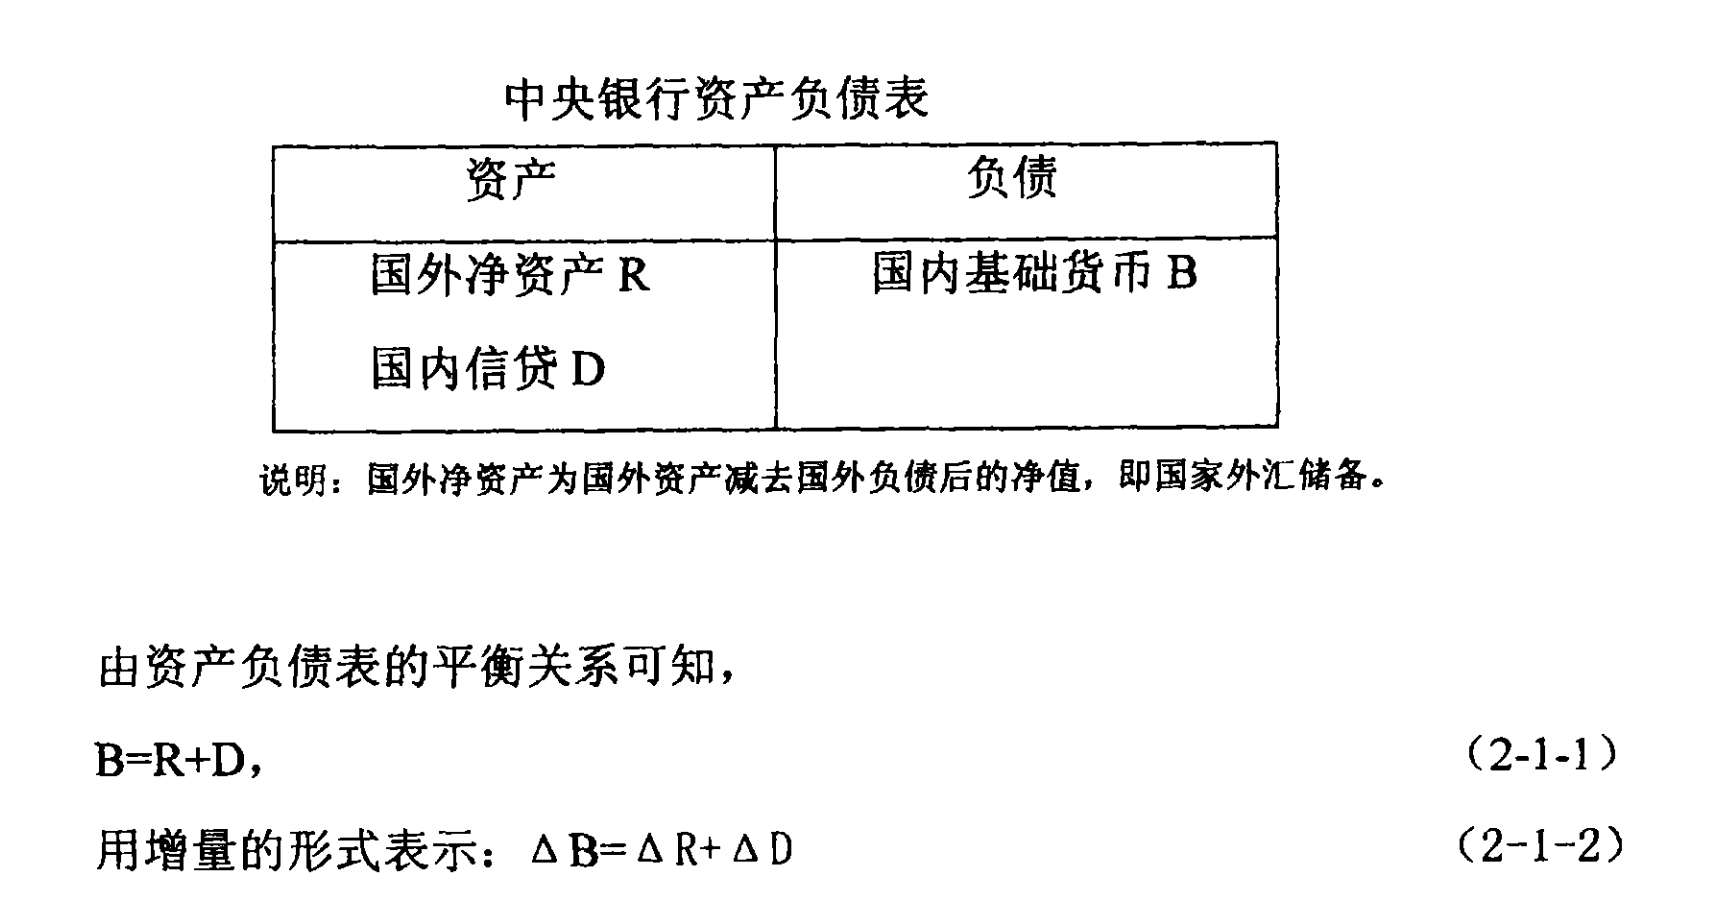 中央银行资产负债表
资产 负债
国外净资产 R 国内基础货币 B
国内信贷 D
说明：国外净资产为国外资产减去国外负债后的净值，即国家外汇储备。
由资产负债表的平衡关系可知，
B=R+D， （2-1-1）
用增量的形式表示：Δ B= Δ R+ Δ D （2-1-2）